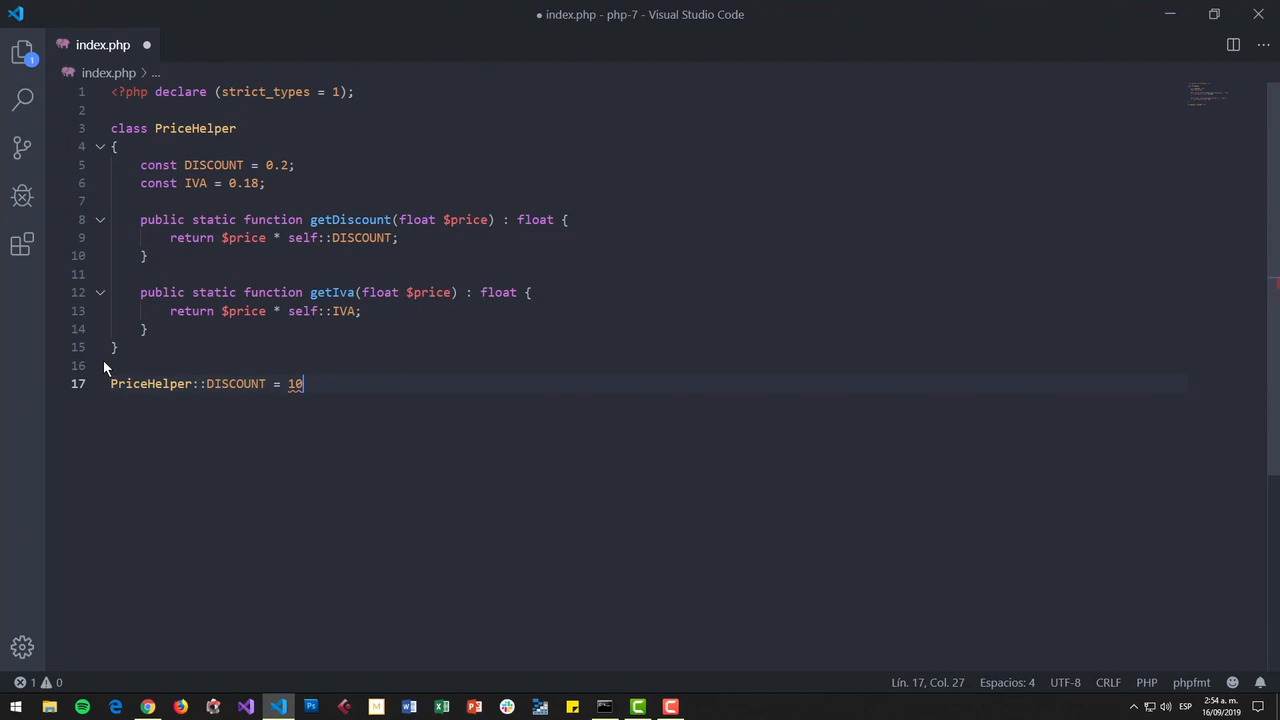 ● index.php - php-7 - Visual Studio Code
index.php ●
index.php > ...
1 <?php declare (strict_types = 1);
2
3 class PriceHelper
4 {
5 const DISCOUNT = 0.2;
6 const IVA = 0.18;
7
8 public static function getDiscount(float $price) : float {
9 return $price * self::DISCOUNT;
10 }
11
12 public static function getIva(float $price) : float {
13 return $price * self::IVA;
14 }
15 }
16
17 PriceHelper::DISCOUNT = 10
1
1 0 Lín. 17, Col. 27 Espacios: 4 UTF-8 CRLF PHP phpfmt
ESP 2:54 a. m.
16/09/2019